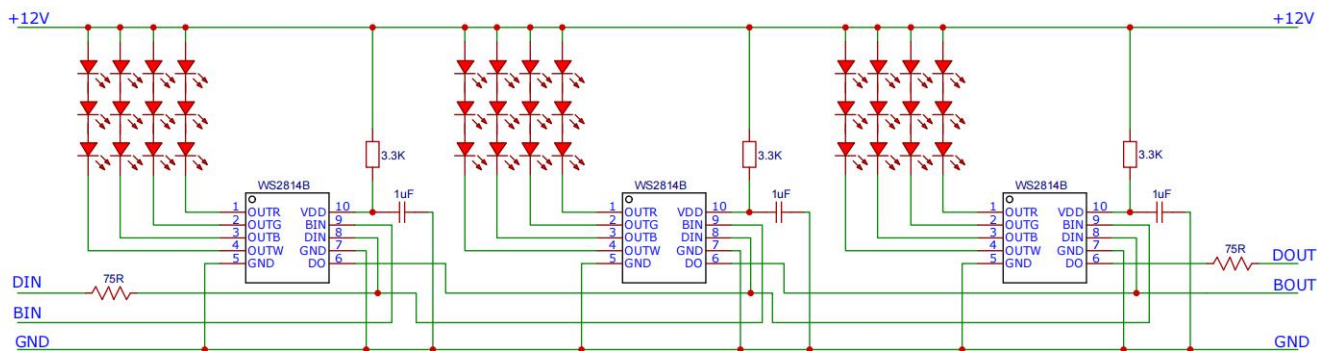 +12V +12V
3.3K 3.3K 3.3K
WS2814B 1uF WS2814B 1uF WS2814B 1uF
1 OUTR VDD 10 1 OUTR VDD 10 1 OUTR VDD 10
2 OUTG BIN 9 2 OUTG BIN 9 2 OUTG BIN 9
3 OUTB DIN 8 3 OUTB DIN 8 3 OUTB DIN 8
4 OUTW GND 7 4 OUTW GND 7 4 OUTW GND 7 75R DOUT
5 GND DO 6 5 GND DO 6 5 GND DO 6
DIN 75R BOUT
BIN
GND GND